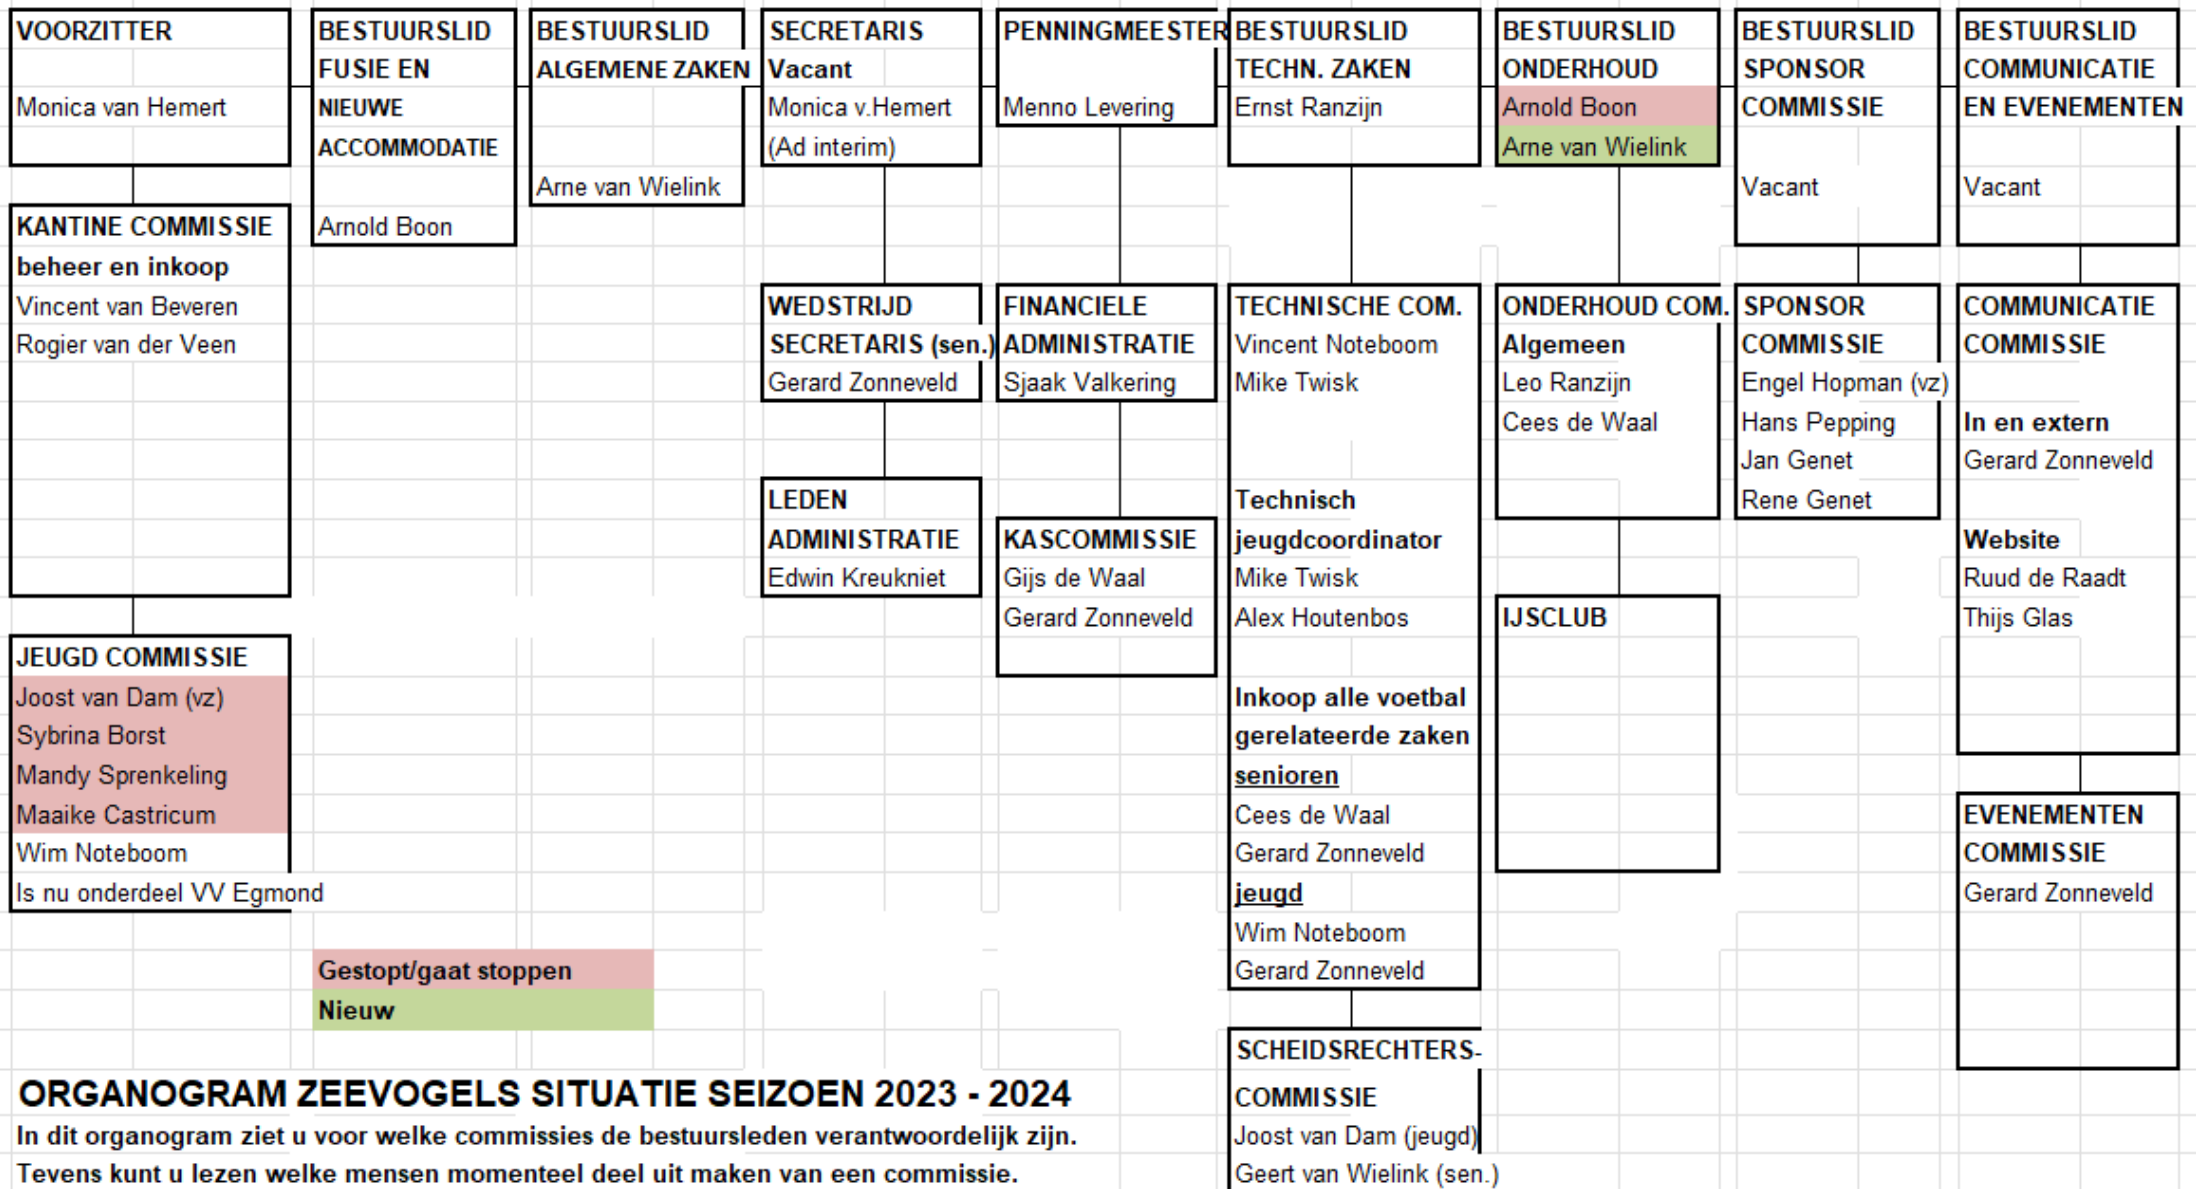 VOORZITTER
Monica van Hemert
KANTINE COMMISSIE
beheer en inkoop
Vincent van Beveren
Rogier van der Veen
JEUGD COMMISSIE
Joost van Dam (vz)
Sybrina Borst
Mandy Sprenkeling
Maaike Castricum
Wim Noteboom
Is nu onderdeel VV Egmond
BESTUURSLID
FUSIE EN
NIEUWE
ACCOMMODATIE
Arnold Boon
BESTUURSLID
ALGEMENE ZAKEN
Arne van Wielink
SECRETARIS
Vacant
Monica v.Hemert
(Ad interim)
WEDSTRIJD
SECRETARIS (sen.)
Gerard Zonneveld
LEDEN
ADMINISTRATIE
Edwin Kreukniet
PENNINGMEESTER
Menno Levering
FINANCIELE
ADMINISTRATIE
Sjaak Valkering
KASCOMMISSIE
Gijs de Waal
Gerard Zonneveld
BESTUURSLID
TECHN. ZAKEN
Ernst Ranzijn
TECHNISCHE COM.
Vincent Noteboom
Mike Twisk
Technisch
jeugdcoordinator
Mike Twisk
Alex Houtenbos
Inkoop alle voetbal
gerelateerde zaken
senioren
Cees de Waal
Gerard Zonneveld
jeugd
Wim Noteboom
Gerard Zonneveld
SCHEIDSRECHTERS-
COMMISSIE
Joost van Dam (jeugd)
Geert van Wielink (sen.)
BESTUURSLID
ONDERHOUD
Arnold Boon
Arne van Wielink
ONDERHOUD COM.
Algemeen
Leo Ranzijn
Cees de Waal
IJSCLUB
BESTUURSLID
SPONSOR
COMMISSIE
Vacant
SPONSOR
COMMISSIE
Engel Hopman (vz)
Hans Pepping
Jan Genet
Rene Genet
BESTUURSLID
COMMUNICATIE
EN EVENEMENTEN
Vacant
COMMUNICATIE
COMMISSIE
In en extern
Gerard Zonneveld
Website
Ruud de Raadt
Thijs Glas
EVENEMENTEN
COMMISSIE
Gerard Zonneveld
Gestopt/gaat stoppen
Nieuw
ORGANOGRAM ZEEVOGELS SITUATIE SEIZOEN 2023 - 2024
In dit organogram ziet u voor welke commissies de bestuursleden verantwoordelijk zijn.
Tevens kunt u lezen welke mensen momenteel deel uit maken van een commissie.